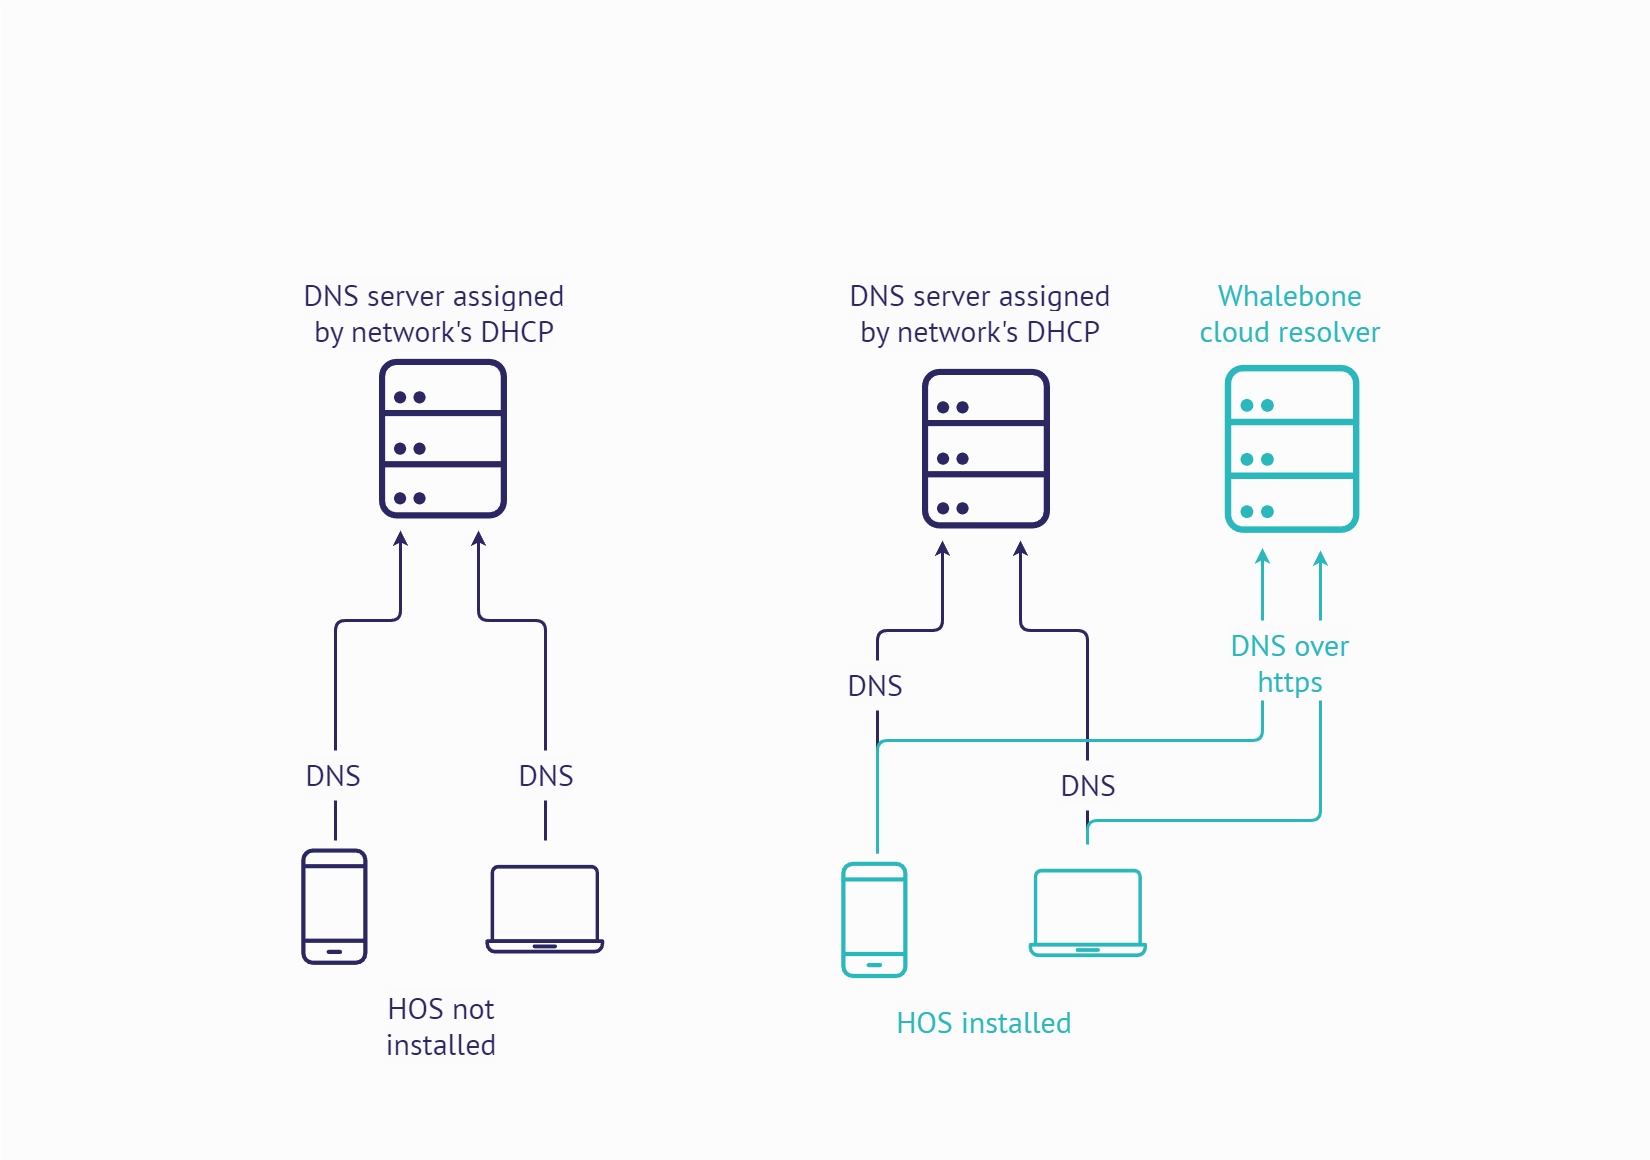 DNS server assigned
by network's DHCP
DNS
DNS
HOS not
installed
DNS server assigned
by network's DHCP
Whalebone
cloud resolver
DNS over
https
DNS
DNS
HOS installed